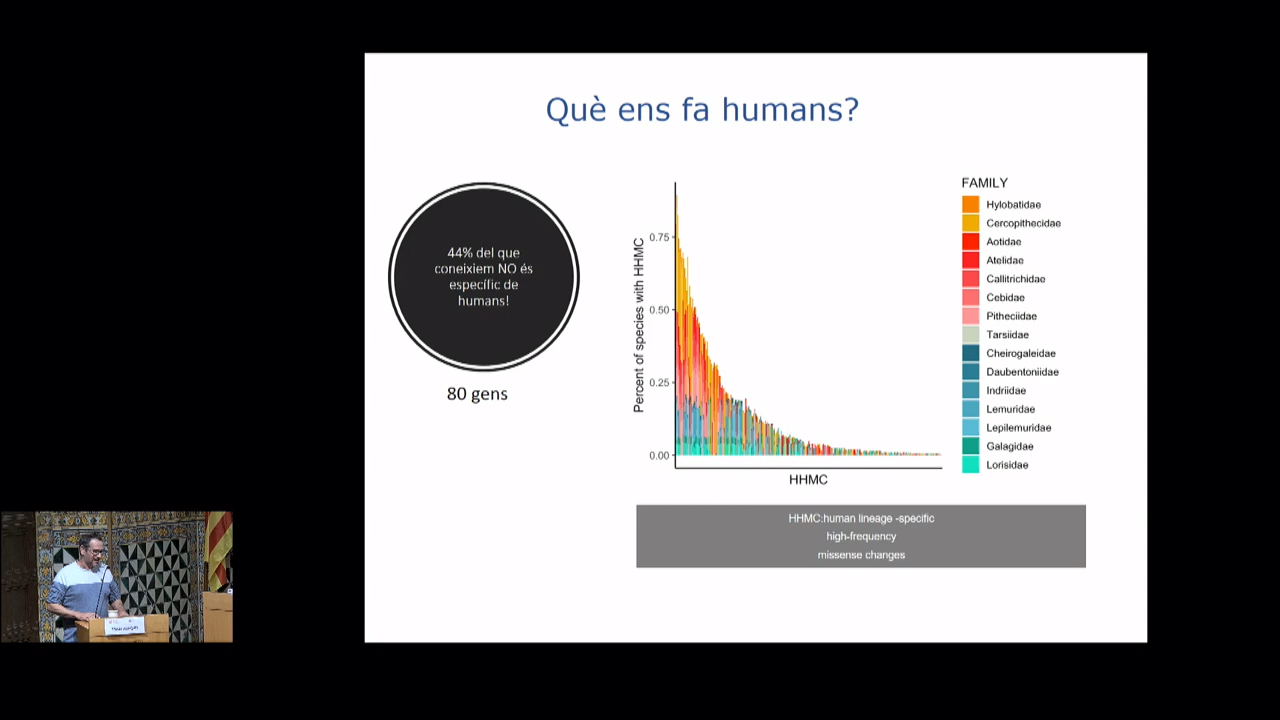 Què ens fa humans?
44% del que
coneixiem NO és
específic de
humans!
80 gens
Percent of species with HHMC
0.75
0.50
0.25
0.00
HHMC
FAMILY
Hylobatidae
Cercopithecidae
Aotidae
Atelidae
Callitrichidae
Cebidae
Pitheciidae
Tarsiidae
Cheirogaleidae
Daubentoniidae
Indriidae
Lemuridae
Lepilemuridae
Galagidae
Lorisidae
HHMC:human lineage -specific
high-frequency
missense changes